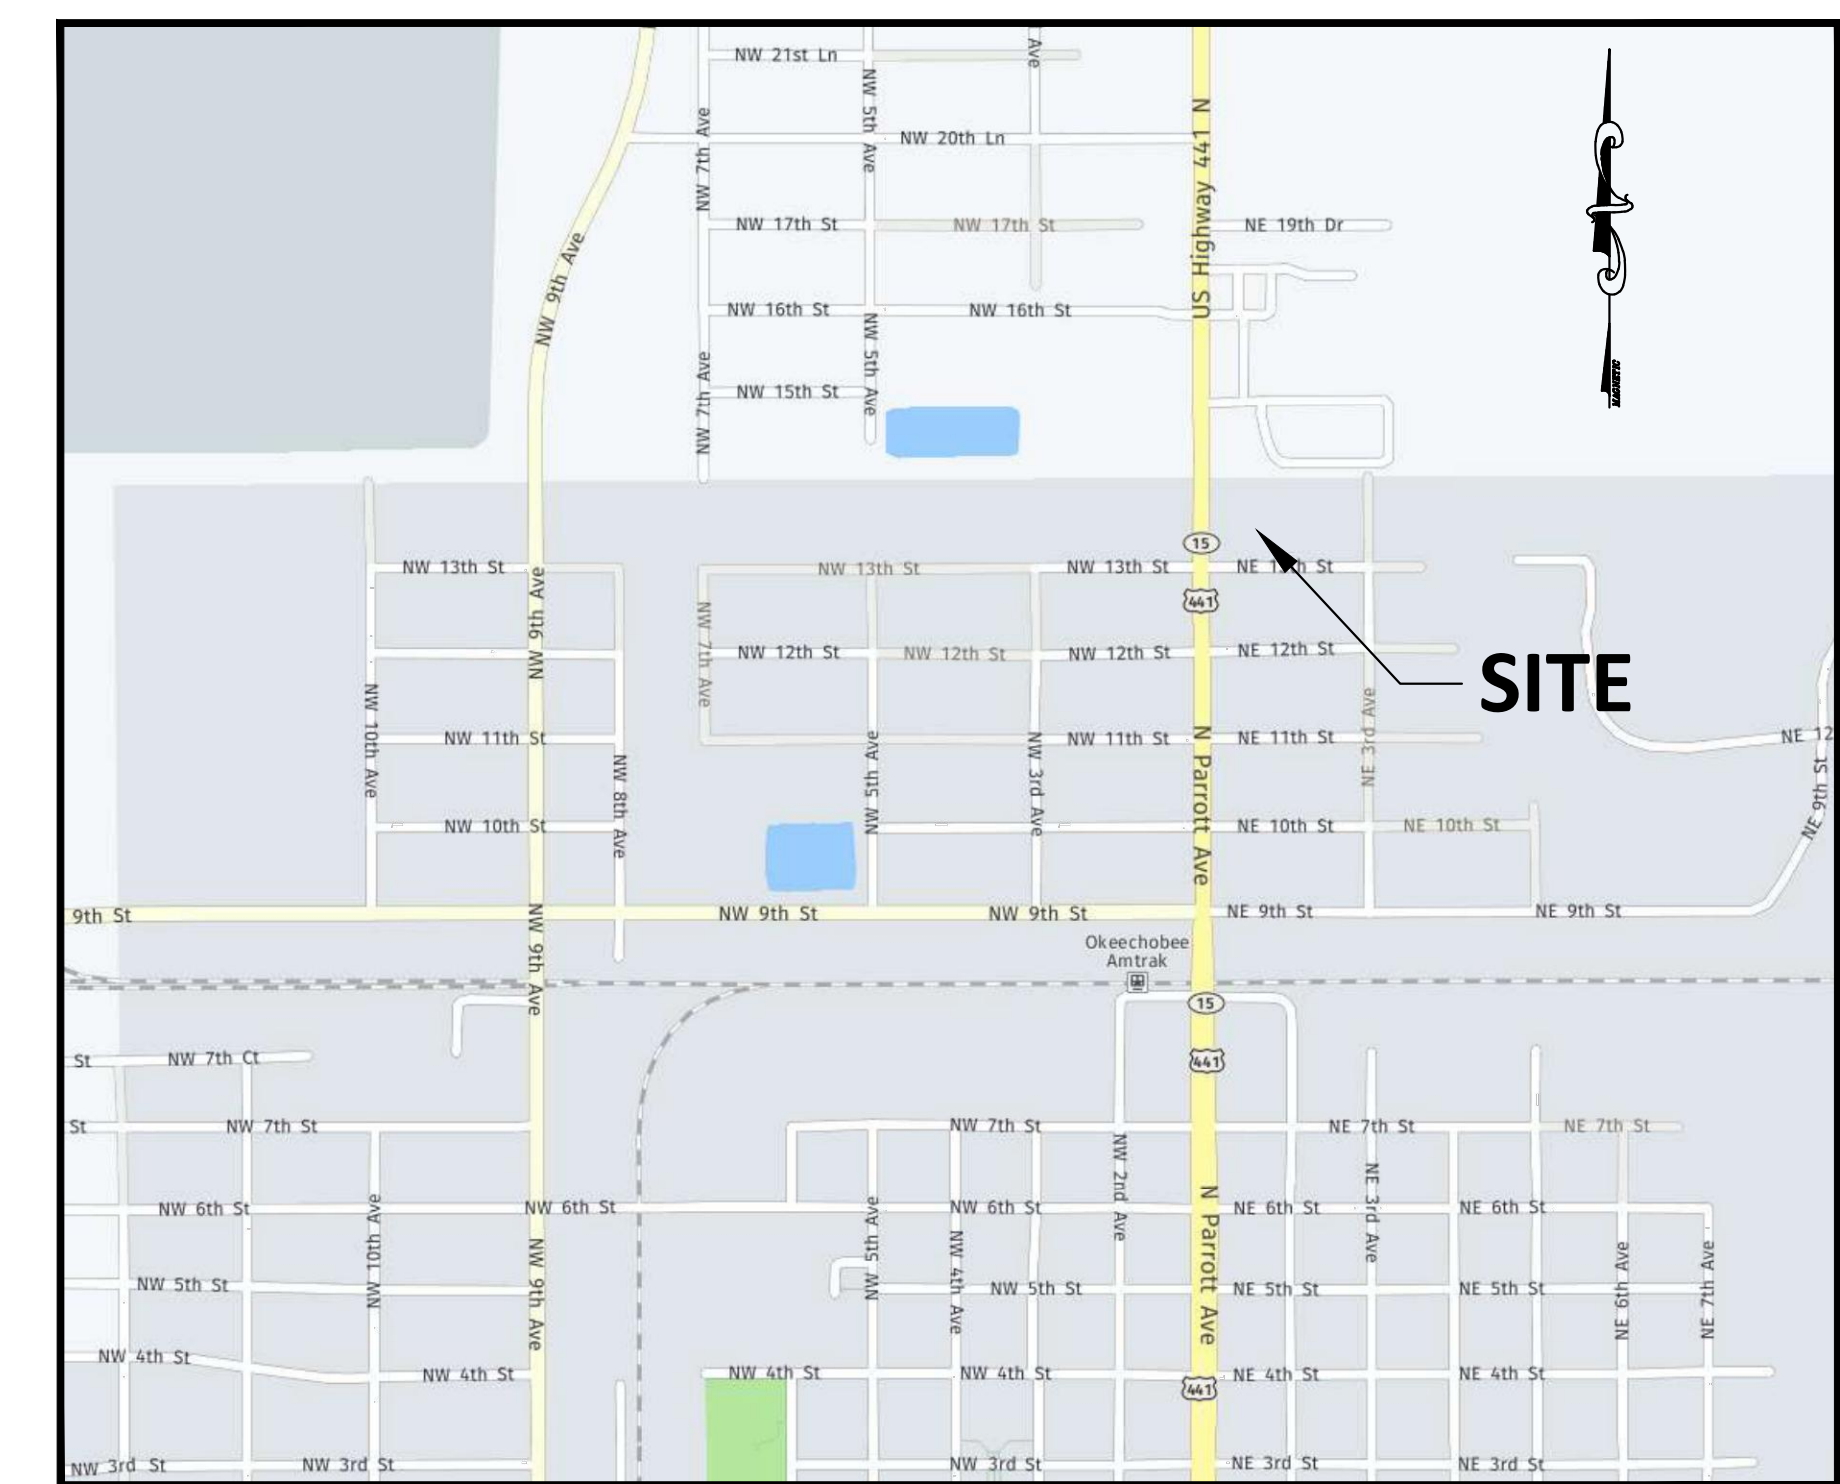 NW 21st Ln
Ave
NW 5th Ave
N
US Highway 441
NW 7th Ave
NW 20th Ln
NW 17th St
NW 17th St
NE 19th Dr
NW 9th Ave
NW 16th St
NW 16th St
NW 5th Ave
NW 7th Ave
NW 15th St
MAGNETIC
15
NW 13th St
NW 13th St
NW 13th St
NE 13th St
NW 9th Ave
441
NW 7th Ave
NW 12th St
NW 12th St
NW 12th St
NE 12th St
SITE
NW 10th Ave
NE 3rd Ave
NW 11th St
NW 11th St
NE 11th St
NE 12
NW 5th Ave
NW 3rd Ave
N Parrott Ave
NW 8th Ave
NE 9th St
NW 10th St
NE 10th St
NE 10th St
9th St
NW 9th St
NW 9th St
NE 9th St
NE 9th St
NW 9th Ave
Okeechobee
Amtrak
15
St
NW 7th Ct
441
St
NW 7th St
NW 7th St
NE 7th St
NE 7th St
NW 2nd Ave
NE 3rd Ave
NW 6th St
NW 6th St
NW 6th St
NE 6th St
NE 6th St
NW 10th Ave
NW 5th Ave
N Parrott Ave
NW 9th Ave
NW 4th Ave
NE 6th Ave
NE 7th Ave
NW 5th St
NW 5th St
NE 5th St
NE 5th St
NW 4th St
NW 4th St
NW 4th St
NW 4th St
441
NE 4th St
NE 4th St
NW 3rd St
NW 3rd St
NW 3rd St
NE 3rd St
NE 3rd St